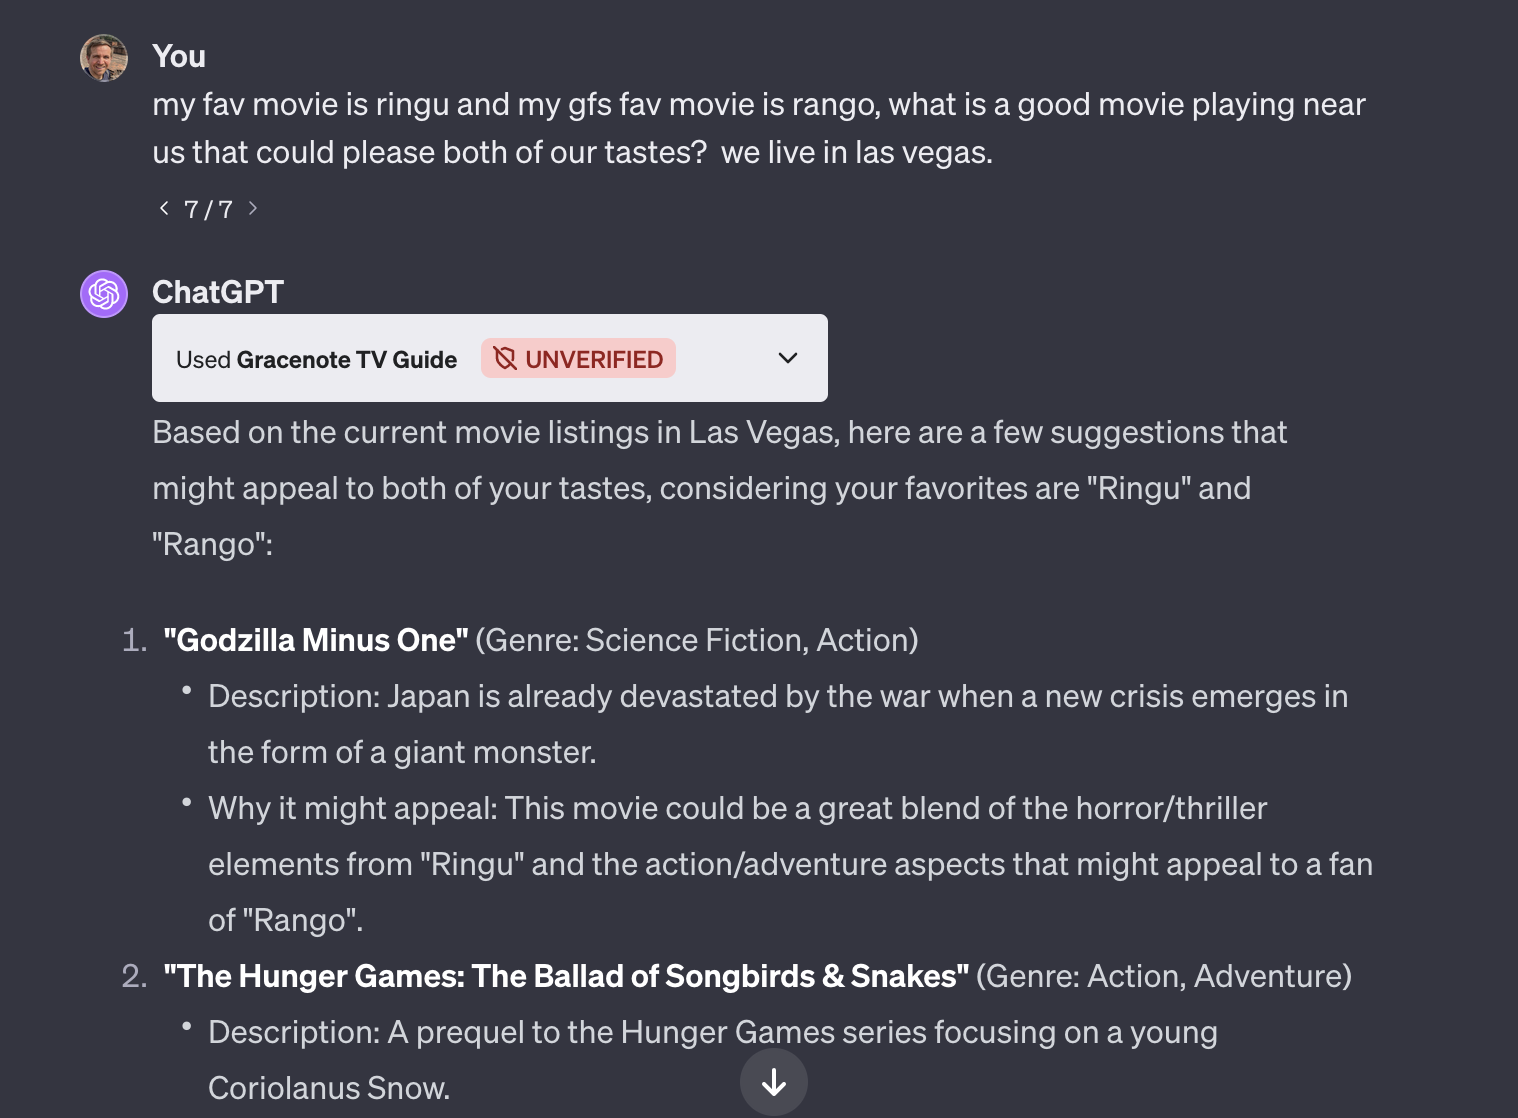 You
my fav movie is ringu and my gfs fav movie is rango, what is a good movie playing near
us that could please both of our tastes?  we live in las vegas.
7 / 7
ChatGPT
Used Gracenote TV Guide UNVERIFIED
Based on the current movie listings in Las Vegas, here are a few suggestions that
might appeal to both of your tastes, considering your favorites are "Ringu" and
"Rango":
1. "Godzilla Minus One" (Genre: Science Fiction, Action)
• Description: Japan is already devastated by the war when a new crisis emerges in
the form of a giant monster.
• Why it might appeal: This movie could be a great blend of the horror/thriller
elements from "Ringu" and the action/adventure aspects that might appeal to a fan
of "Rango".
2. "The Hunger Games: The Ballad of Songbirds & Snakes" (Genre: Action, Adventure)
• Description: A prequel to the Hunger Games series focusing on a young
Coriolanus Snow.